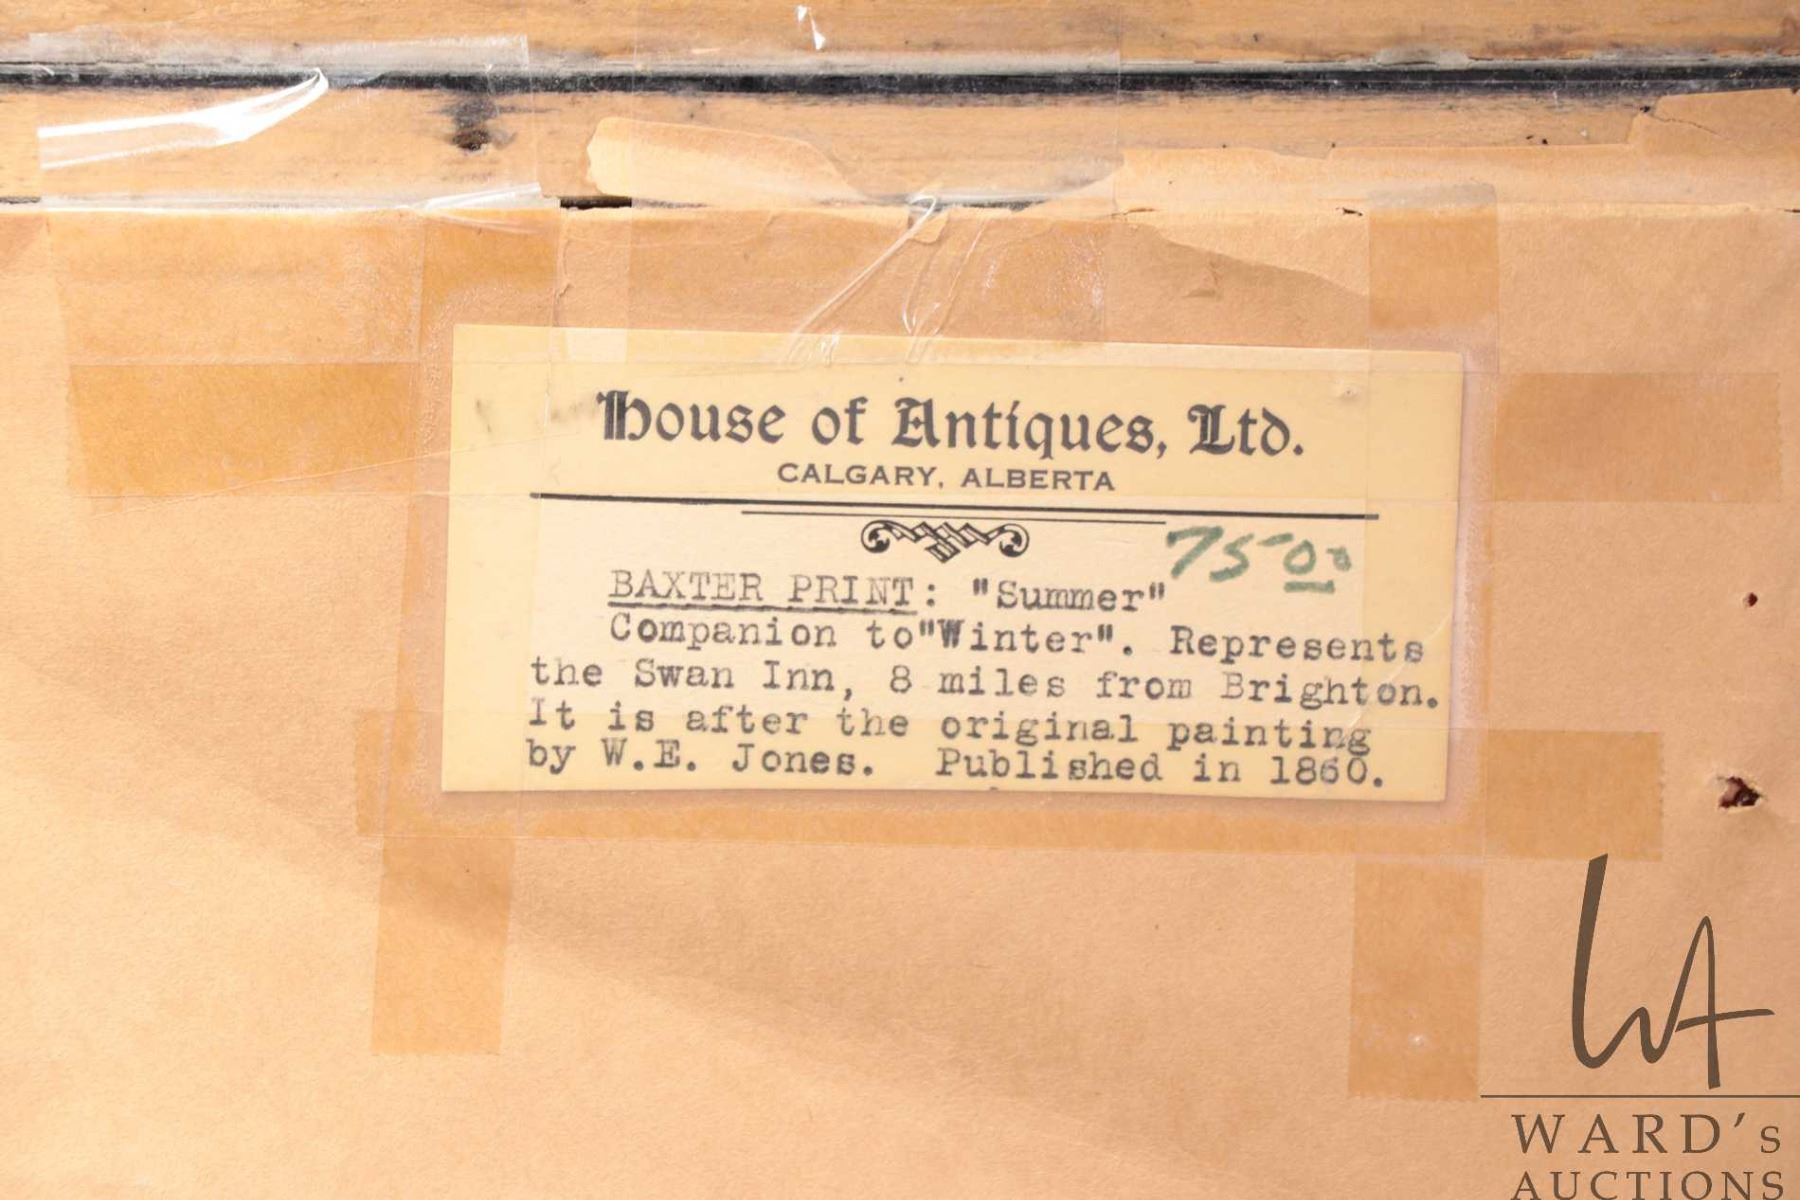 House of Antiques, Ltd.
CALGARY, ALBERTA
75.00
BAXTER PRINT: "Summer"
Companion to"Winter". Represents
the Swan Inn, 8 miles from Brighton.
It is after the original painting
by W.E. Jones. Published in 1860.
WA
WARD's
AUCTIONS